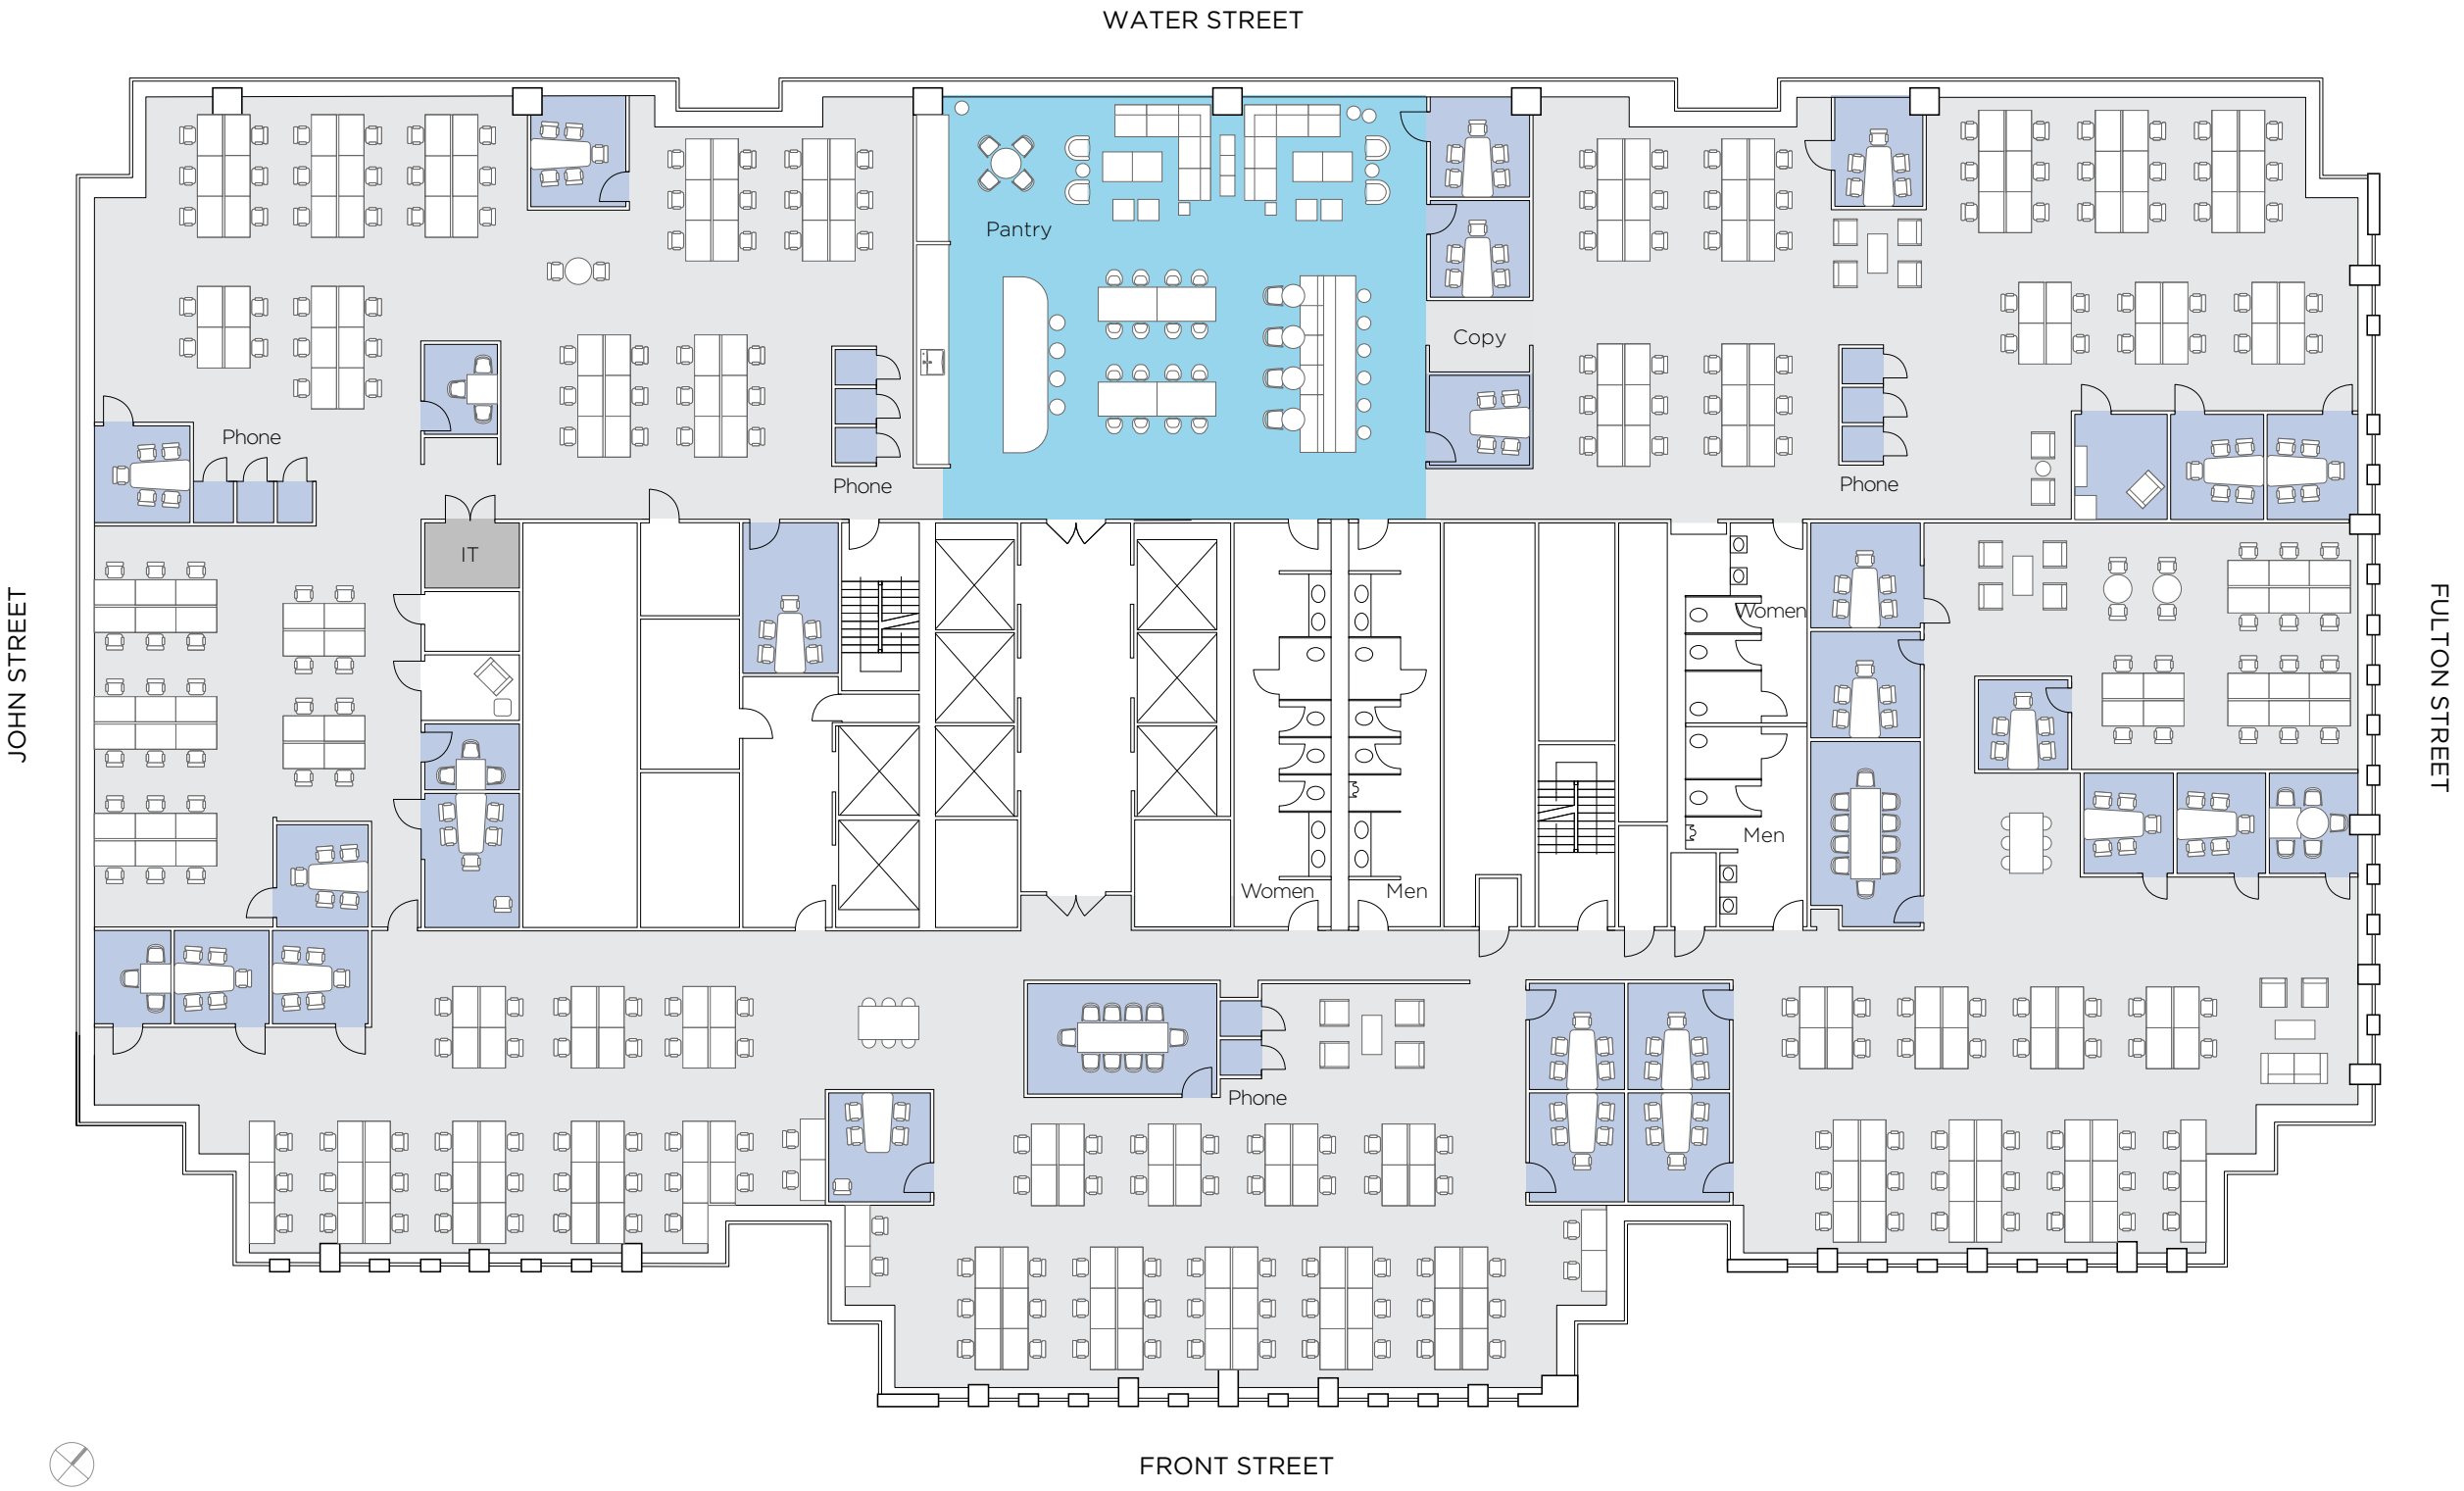 WATER STREET
Pantry
Copy
Phone
Phone
Phone
IT
JOHN STREET
FULTON STREET
Women
Men
Women
Men
Phone
FRONT STREET